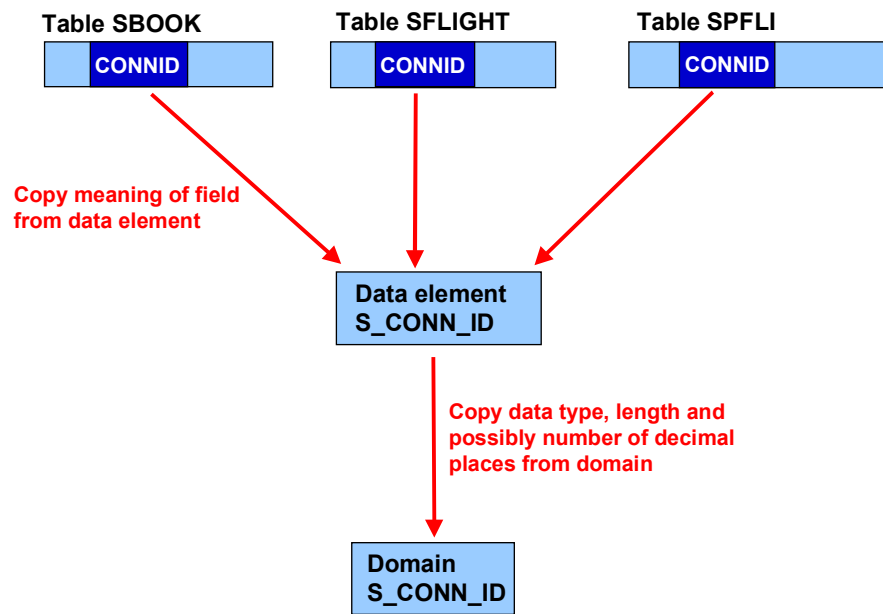 Table SBOOK
Table SFLIGHT
Table SPFLI
CONNID
CONNID
CONNID
Copy meaning of field
from data element
Data element
S_CONN_ID
Copy data type, length and
possibly number of decimal
places from domain
Domain
S_CONN_ID